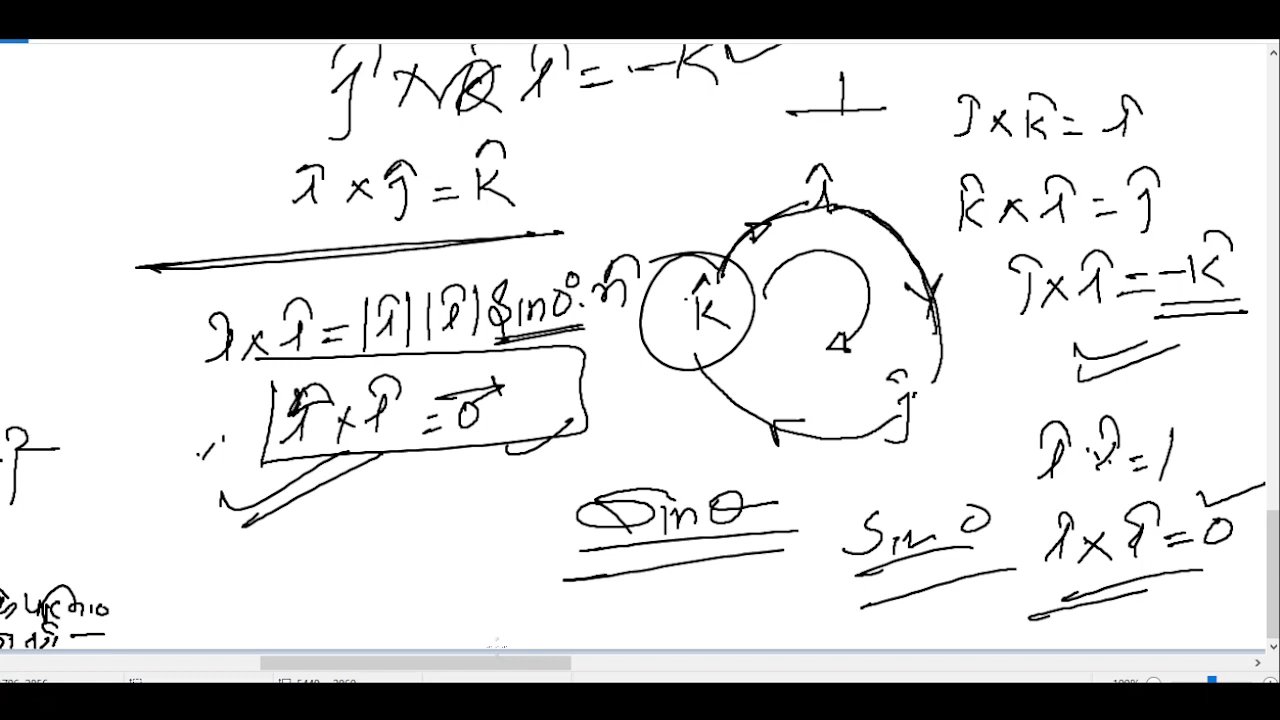 ĵ × î = -k̂
î × ĵ = k̂
î × î = |î| |î| sin 0° · n̂
î × î = 0⃗
î
k̂
ĵ
ĵ × k̂ = î
k̂ × î = ĵ
ĵ × î = -k̂
î · î = 1
î × î = 0
sin θ
sin 0